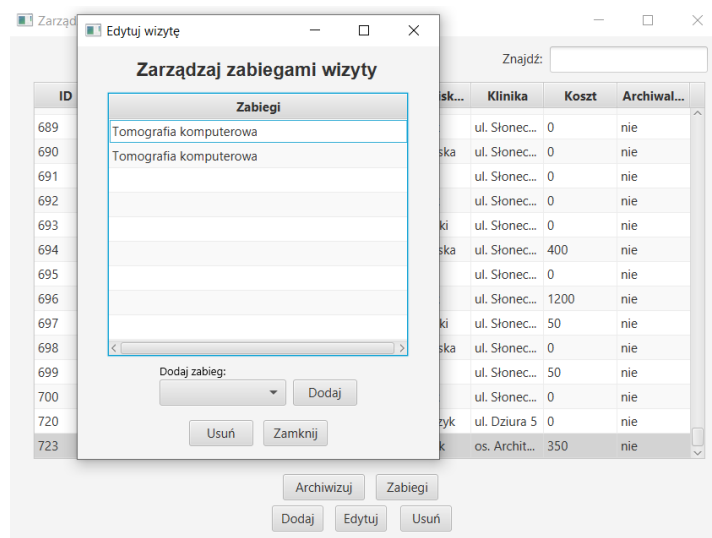 Zarząd
Edytuj wizytę
Znajdź:
Zarządzaj zabiegami wizyty
ID
isk... Klinika Koszt Archiwal...
Zabiegi
689 ul. Słonec... 0 nie
Tomografia komputerowa
690 ska ul. Słonec... 0 nie
Tomografia komputerowa
691 ul. Słonec... 0 nie
692 ul. Słonec... 0 nie
693 ki ul. Słonec... 0 nie
694 ska ul. Słonec... 400 nie
695 ul. Słonec... 0 nie
696 ul. Słonec... 1200 nie
697 ki ul. Słonec... 50 nie
698 ska ul. Słonec... 0 nie
699 ul. Słonec... 50 nie
700 ul. Słonec... 0 nie
720 zyk ul. Dziura 5 0 nie
723 k os. Archit... 350 nie
Dodaj zabieg:
Dodaj
Usuń Zamknij
Archiwizuj Zabiegi
Dodaj Edytuj Usuń